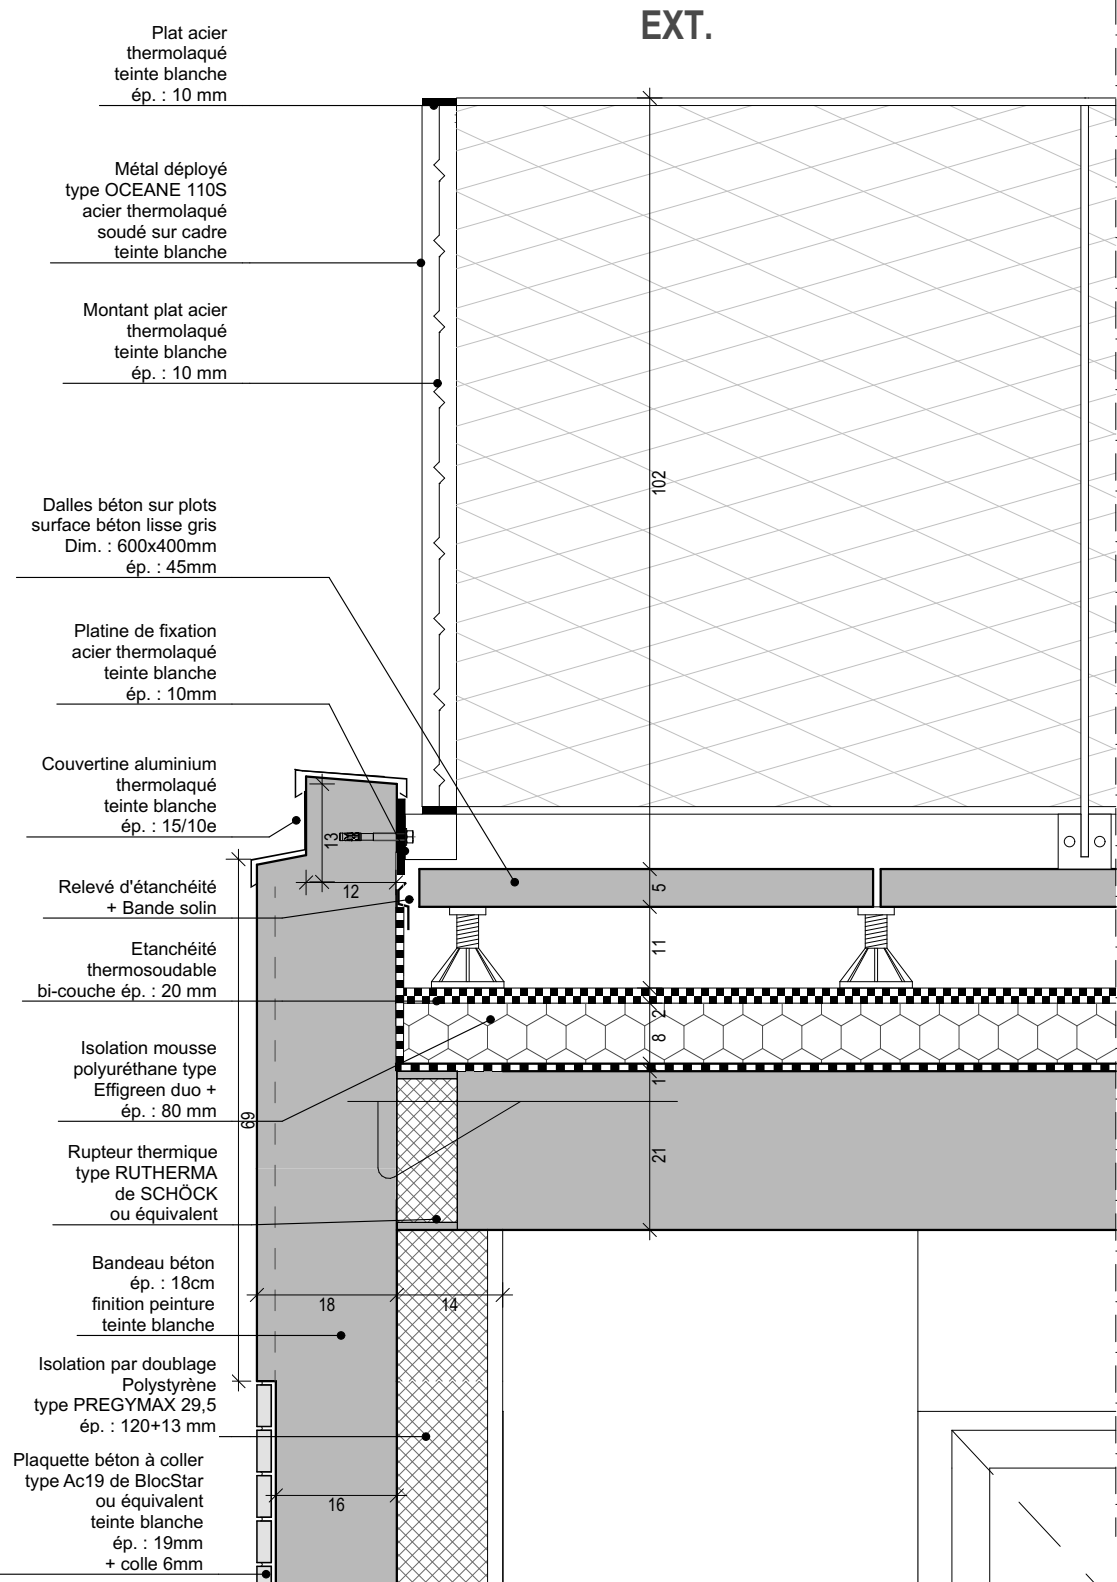 EXT.
Plat acier
thermolaqué
teinte blanche
ép. : 10 mm
Métal déployé
type OCEANE 110S
acier thermolaqué
soudé sur cadre
teinte blanche
Montant plat acier
thermolaqué
teinte blanche
ép. : 10 mm
102
Dalles béton sur plots
surface béton lisse gris
Dim. : 600x400mm
ép. : 45mm
Platine de fixation
acier thermolaqué
teinte blanche
ép. : 10mm
Couvertine aluminium
thermolaqué
teinte blanche
ép. : 15/10e
13
12
5
Relevé d'étanchéité
+ Bande solin
11
Etanchéité
thermosoudable
bi-couche ép. : 20 mm
2
8
Isolation mousse
polyuréthane type
Effigreen duo +
ép. : 80 mm
1
69
21
Rupteur thermique
type RUTHERMA
de SCHÖCK
ou équivalent
Bandeau béton
ép. : 18cm
finition peinture
teinte blanche
18
14
Isolation par doublage
Polystyrène
type PREGYMAX 29,5
ép. : 120+13 mm
Plaquette béton à coller
type Ac19 de BlocStar
ou équivalent
teinte blanche
ép. : 19mm
+ colle 6mm
16